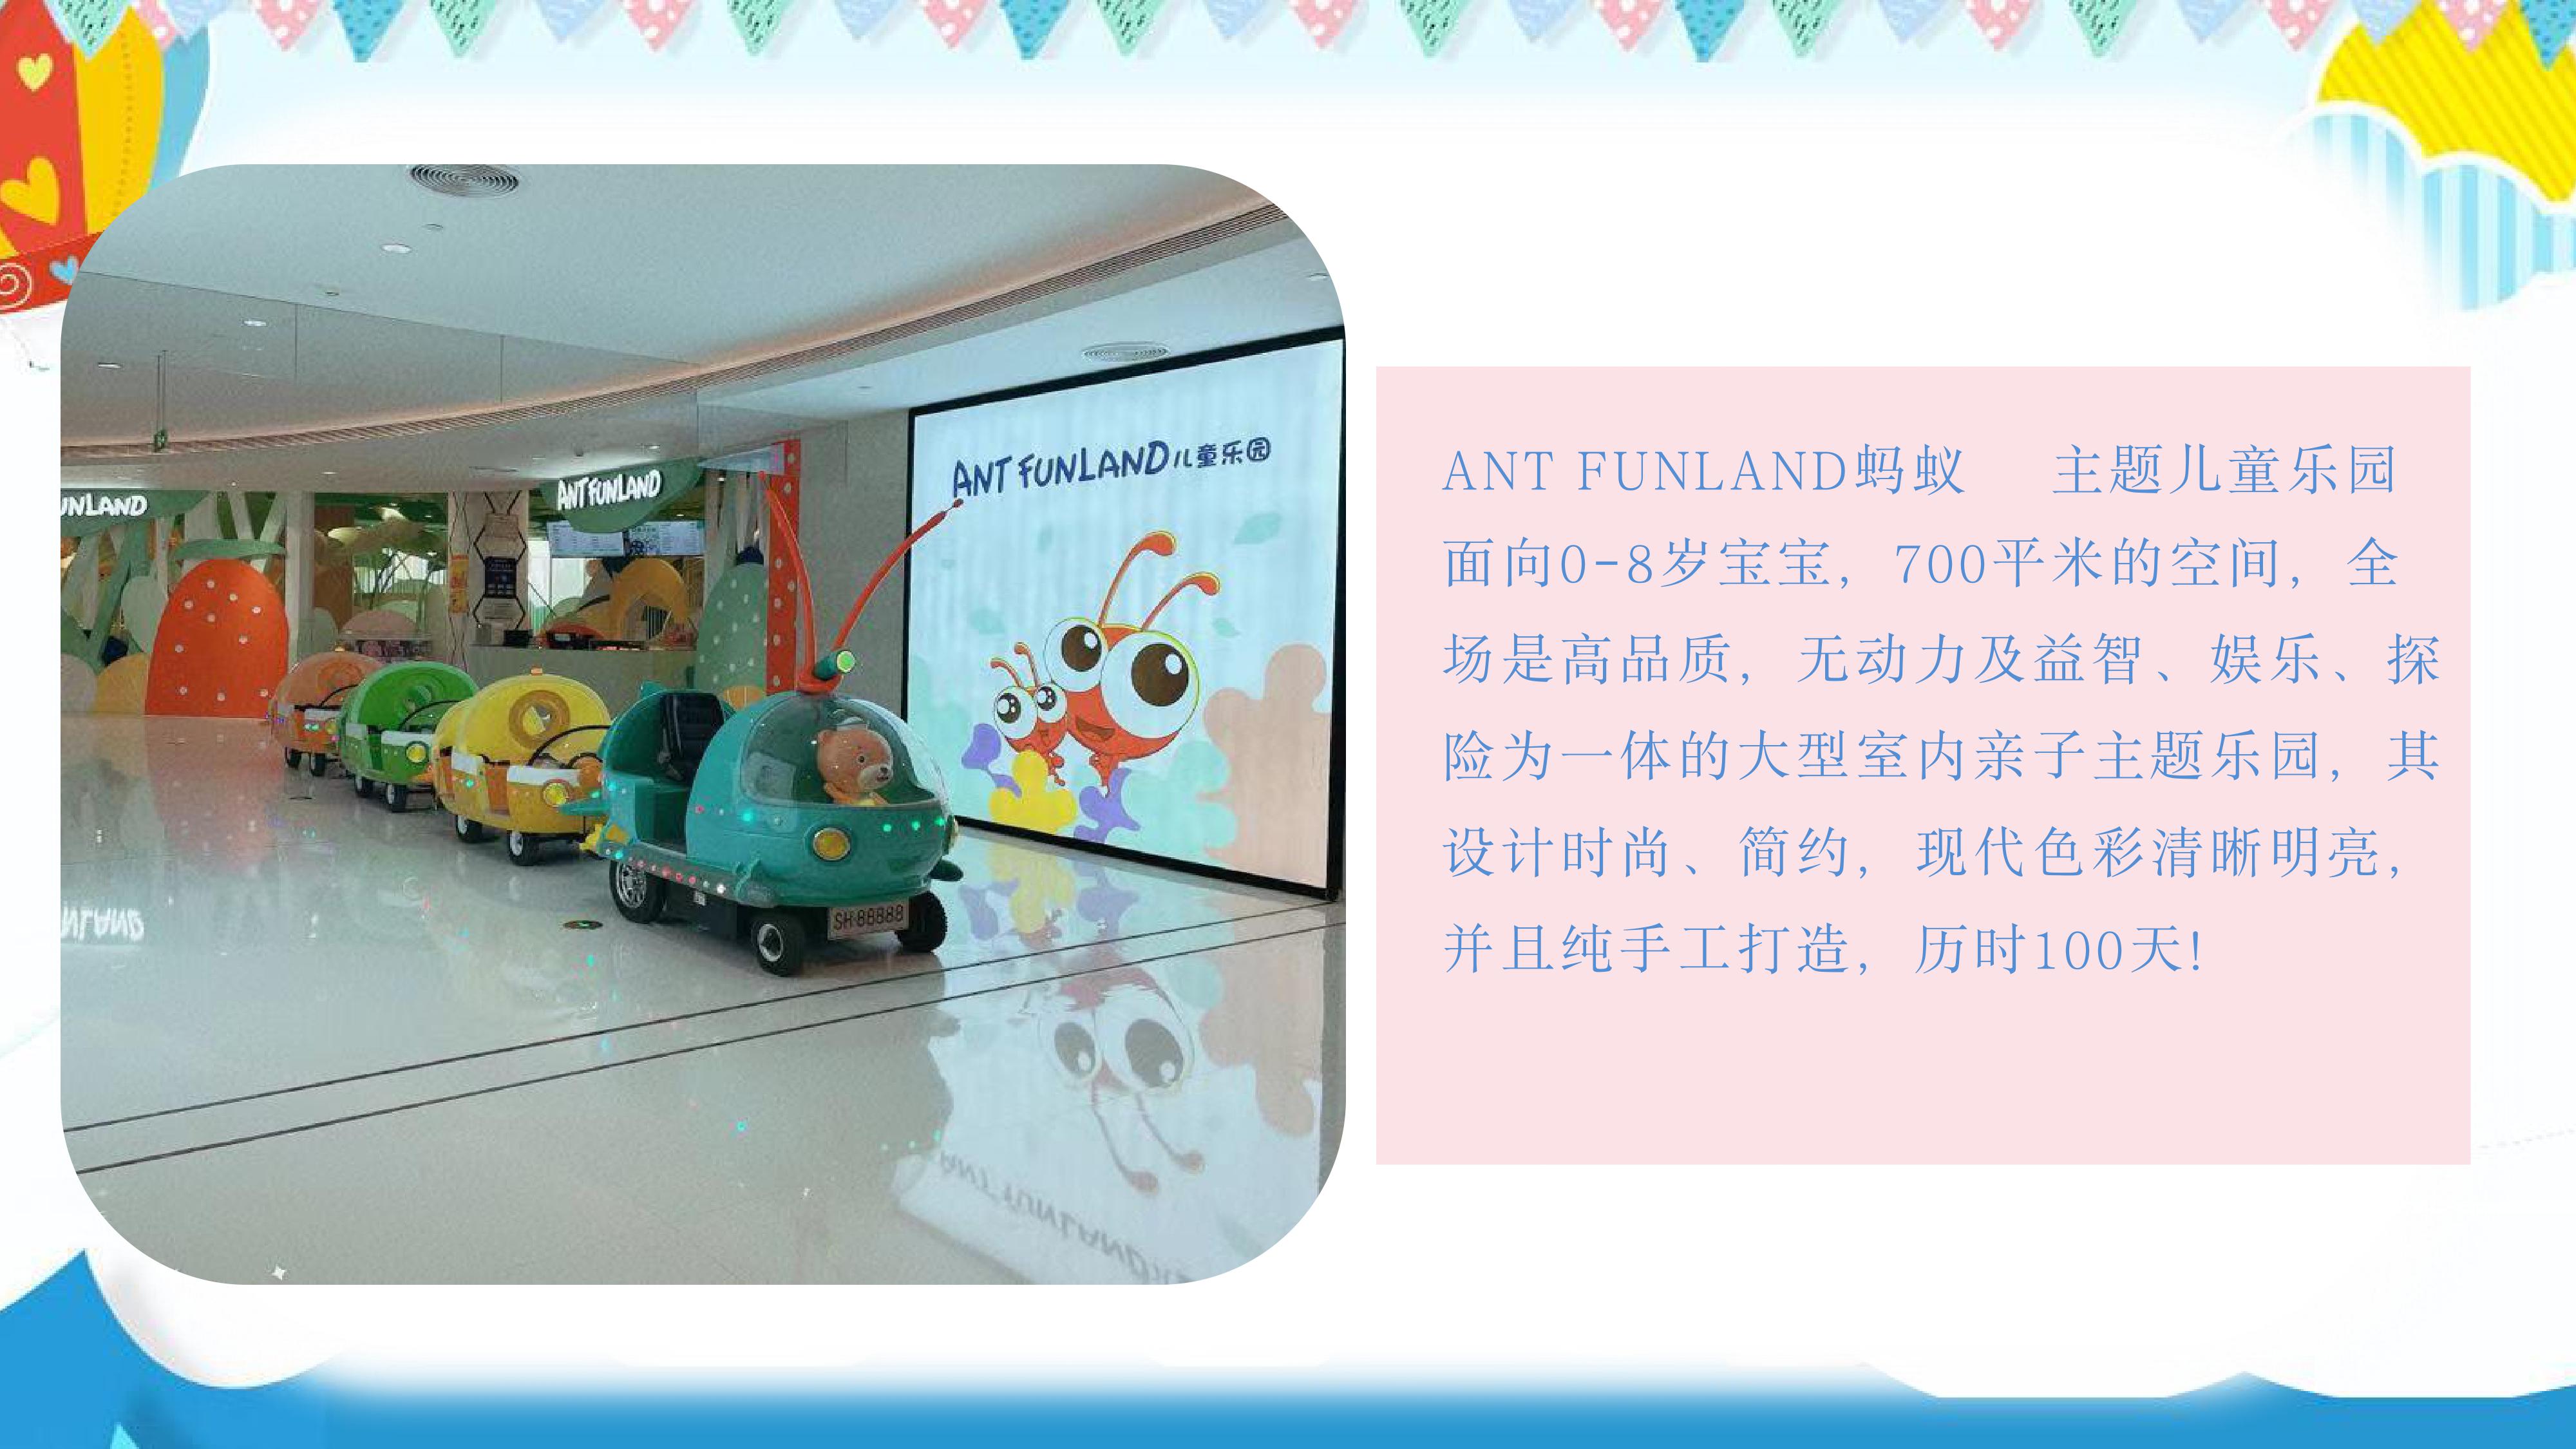 ANT FUNLAND儿童乐园
ANT FUNLAND
UNLAND
SH·88888
ANT FUNLAND蚂蚁 主题儿童乐园
面向0-8岁宝宝，700平米的空间，全
场是高品质，无动力及益智、娱乐、探
险为一体的大型室内亲子主题乐园，其
设计时尚、简约，现代色彩清晰明亮，
并且纯手工打造，历时100天!